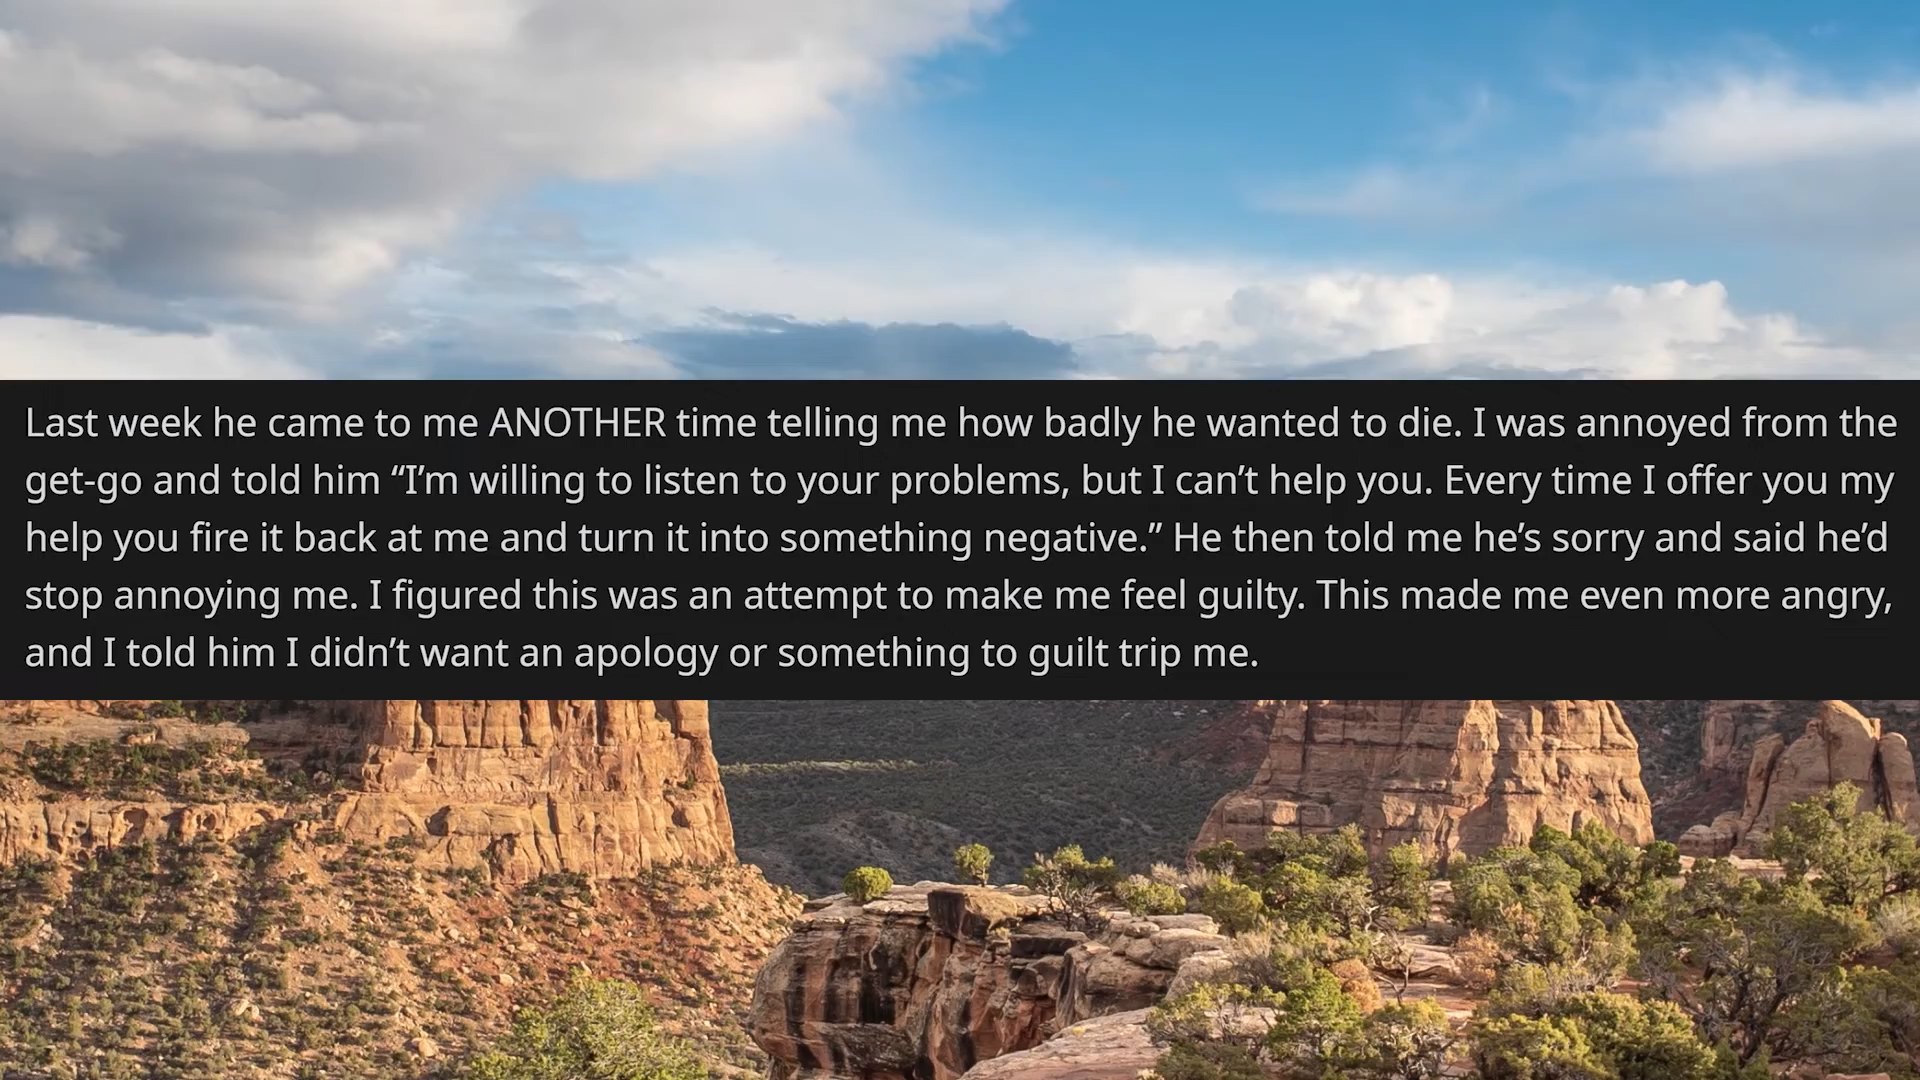 Last week he came to me ANOTHER time telling me how badly he wanted to die. I was annoyed from the
get-go and told him “I’m willing to listen to your problems, but I can’t help you. Every time I offer you my
help you fire it back at me and turn it into something negative.” He then told me he’s sorry and said he’d
stop annoying me. I figured this was an attempt to make me feel guilty. This made me even more angry,
and I told him I didn’t want an apology or something to guilt trip me.